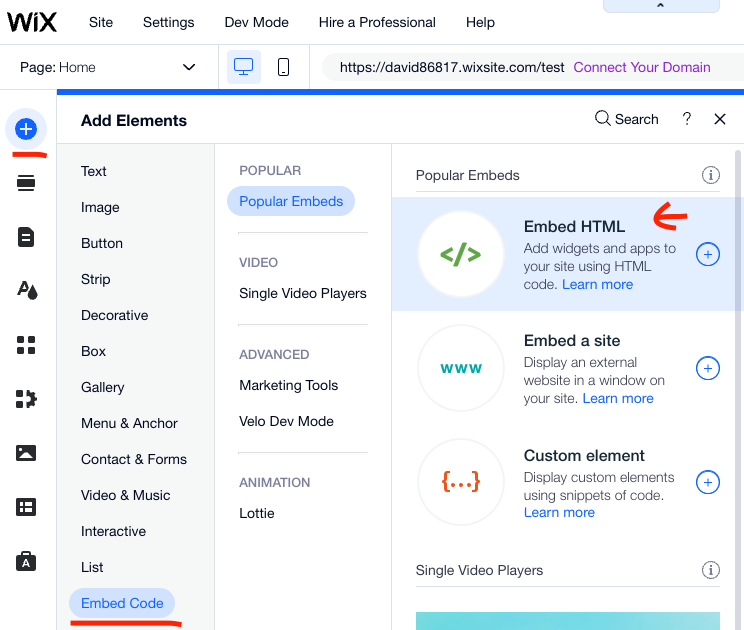 WiX Site Settings Dev Mode Hire a Professional Help
Page: Home
https://david86817.wixsite.com/test Connect Your Domain
Add Elements
Search ? ×
Text
Image
Button
Strip
Decorative
Box
Gallery
Menu & Anchor
Contact & Forms
Video & Music
Interactive
List
Embed Code
POPULAR
Popular Embeds
VIDEO
Single Video Players
ADVANCED
Marketing Tools
Velo Dev Mode
ANIMATION
Lottie
Popular Embeds i
</>
Embed HTML
Add widgets and apps to
your site using HTML
code. Learn more
www
Embed a site
Display an external
website in a window on
your site. Learn more
{...}
Custom element
Display custom elements
using snippets of code.
Learn more
Single Video Players i
A
A